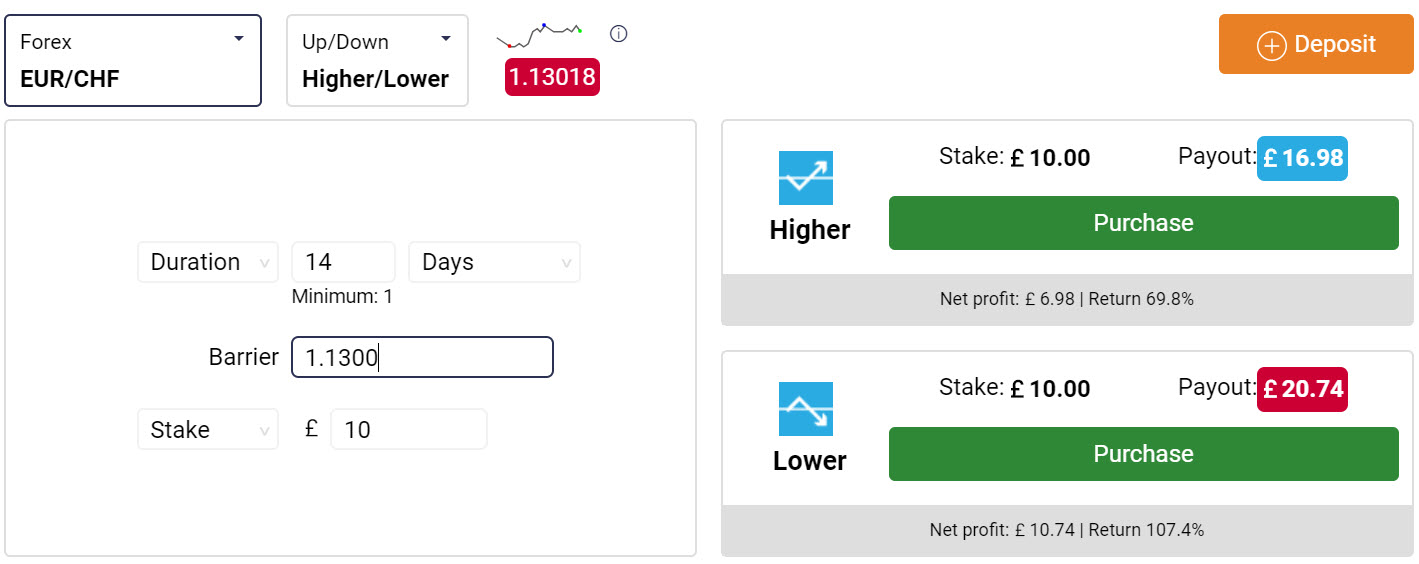 Forex
EUR/CHF
Up/Down
Higher/Lower
1.13018
Deposit
Duration 14 Days
Minimum: 1
Barrier 1.1300
Stake £ 10
Higher
Stake: £ 10.00 Payout: £ 16.98
Purchase
Net profit: £ 6.98 | Return 69.8%
Lower
Stake: £ 10.00 Payout: £ 20.74
Purchase
Net profit: £ 10.74 | Return 107.4%